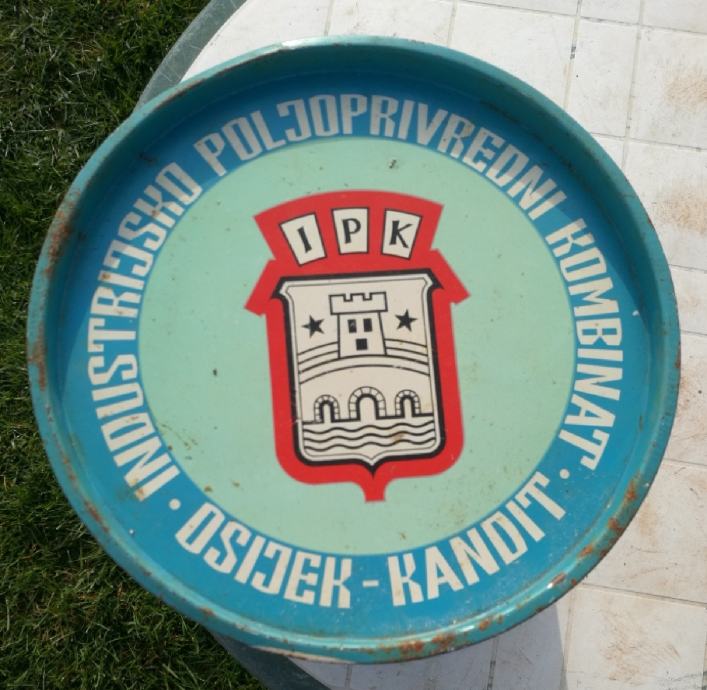 INDUSTRIJSKO POLJOPRIVREDNI KOMBINAT
OSIJEK-KANDIT
IPK